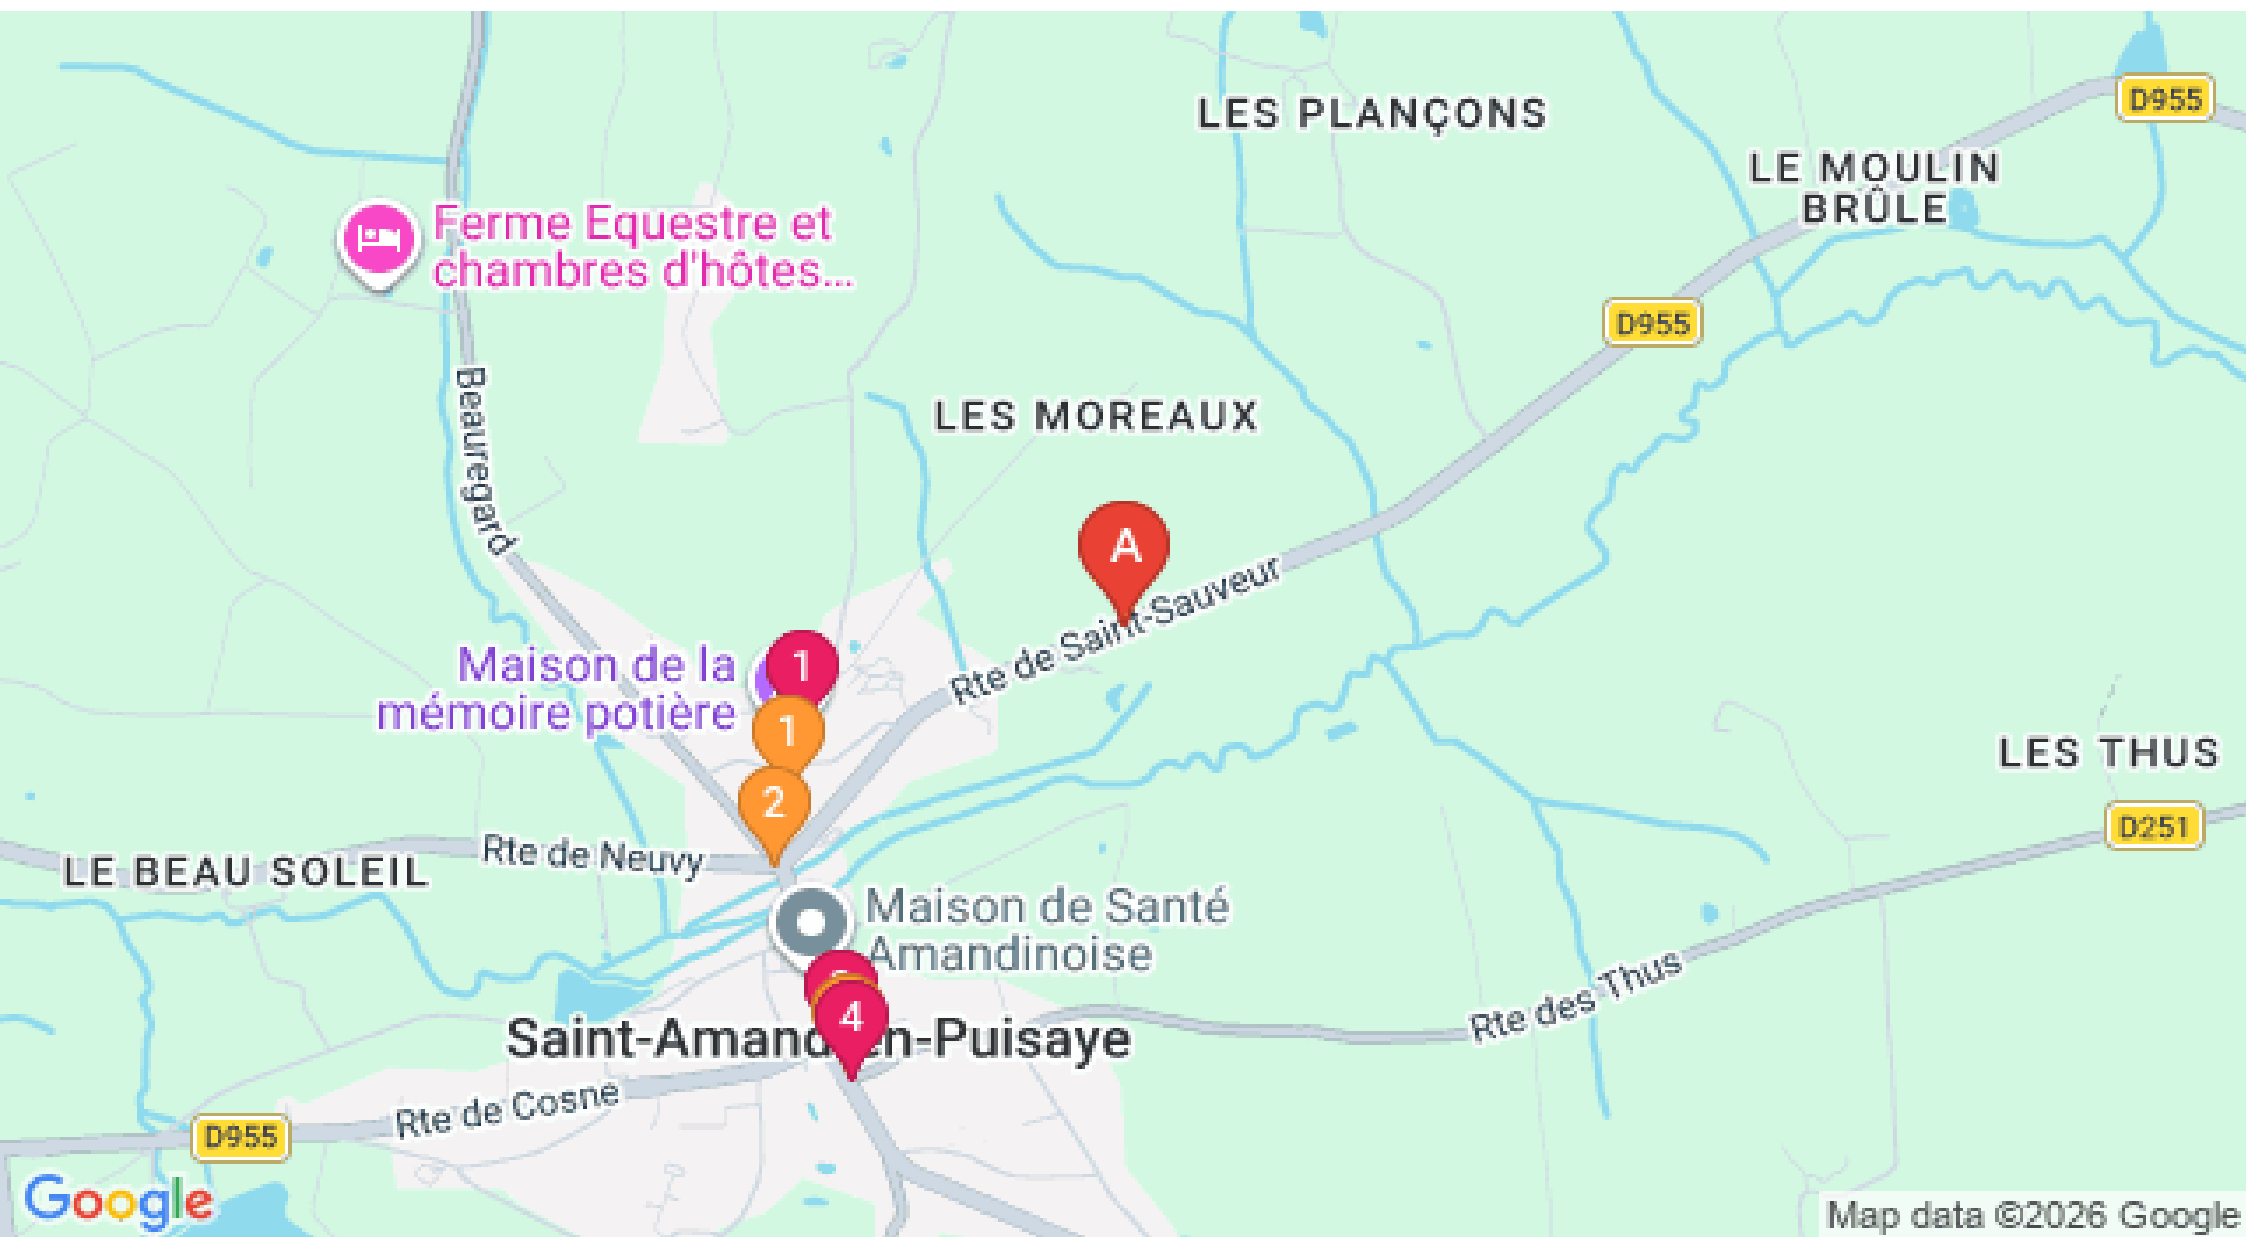 LES PLANÇONS
D955
LE MOULIN
BRÛLE
Ferme Equestre et
chambres d'hôtes...
D955
Beauregard
LES MOREAUX
A
Rte de Saint-Sauveur
Maison de la
mémoire potière
1
1
2
LES THUS
D251
Rte de Neuvy
LE BEAU SOLEIL
Maison de Santé
Amandinoise
4
Rte des Thus
Saint-Amand-en-Puisaye
Rte de Cosne
D955
Google
Map data ©2026 Google